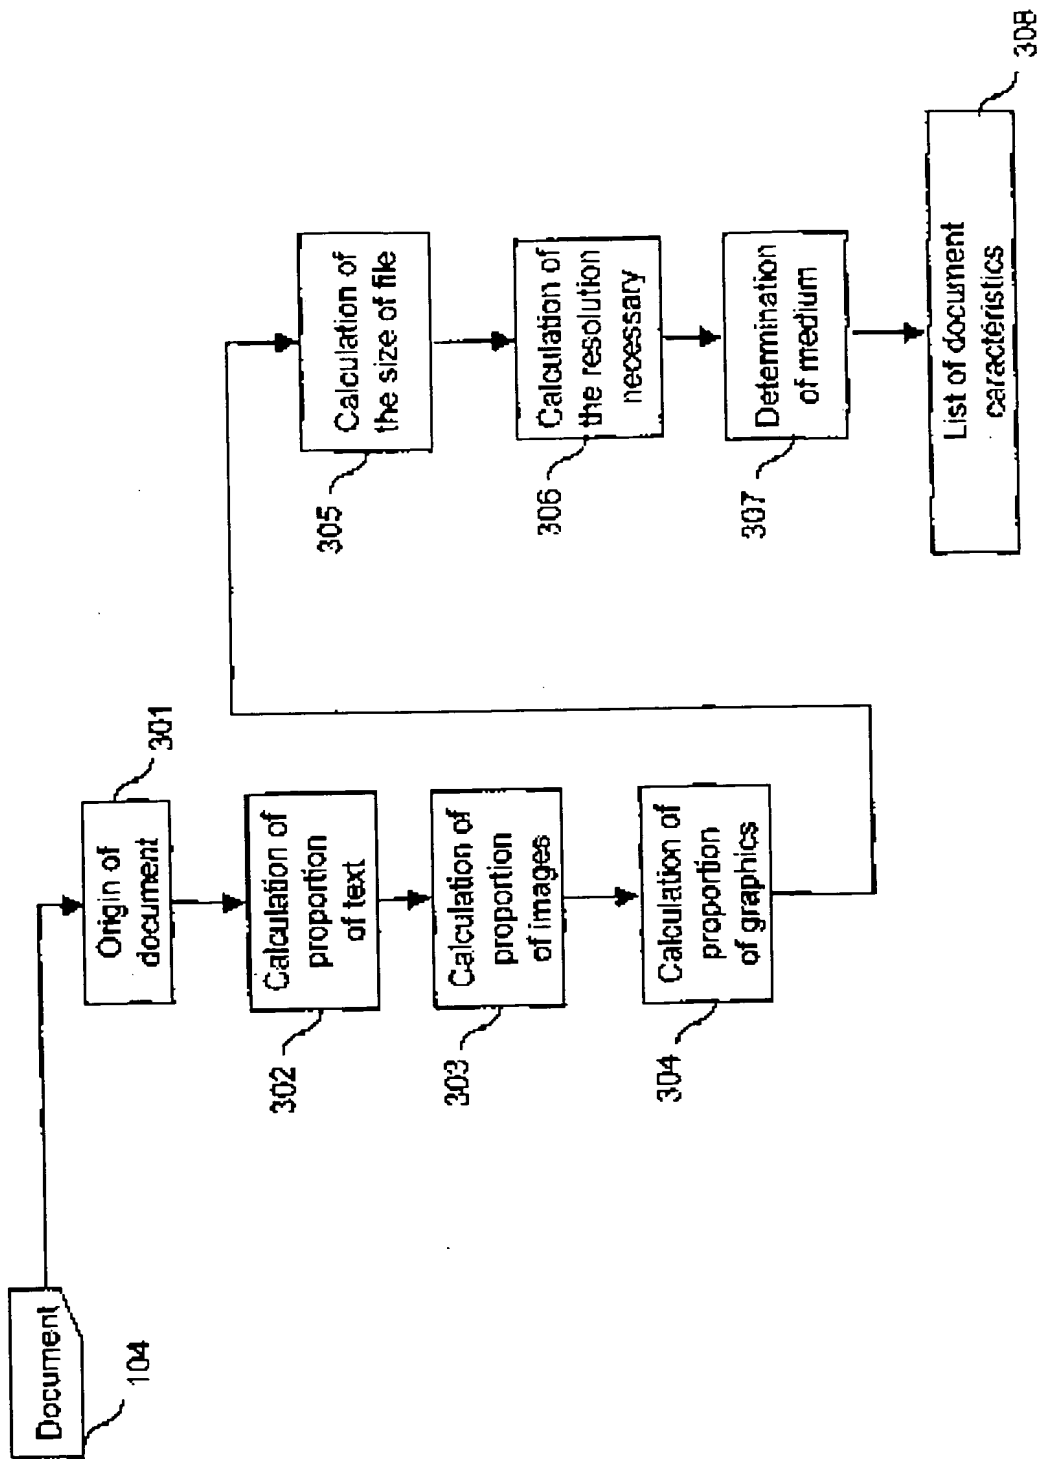 Document
104
Origin of
document
301
Calculation of
proportion
of text
302
Calculation of
proportion
of images
303
Calculation of
proportion
of graphics
304
Calculation of
the size of file
305
Calculation of
the resolution
necessary
306
Determination
of medium
307
List of document
caractéristics
308